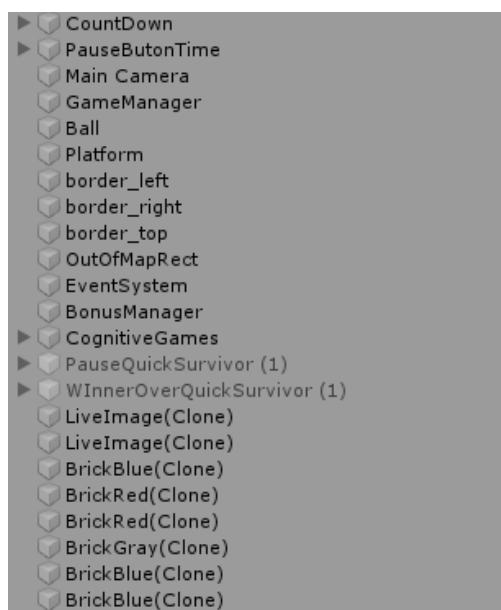 CountDown
PauseButonTime
Main Camera
GameManager
Ball
Platform
border_left
border_right
border_top
OutOfMapRect
EventSystem
BonusManager
CognitiveGames
PauseQuickSurvivor (1)
WInnerOverQuickSurvivor (1)
LiveImage(Clone)
LiveImage(Clone)
BrickBlue(Clone)
BrickRed(Clone)
BrickRed(Clone)
BrickGray(Clone)
BrickBlue(Clone)
BrickBlue(Clone)